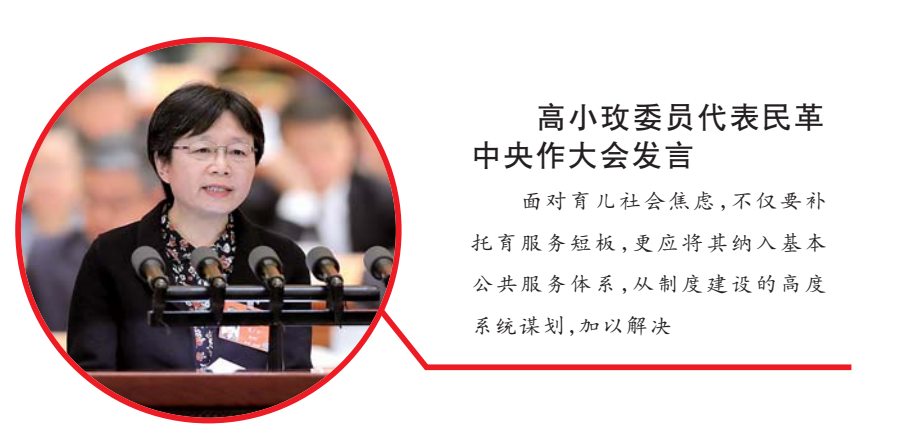 高小玫委员代表民革
中央作大会发言
面对育儿社会焦虑,不仅要补
托育服务短板,更应将其纳入基本
公共服务体系,从制度建设的高度
系统谋划,加以解决